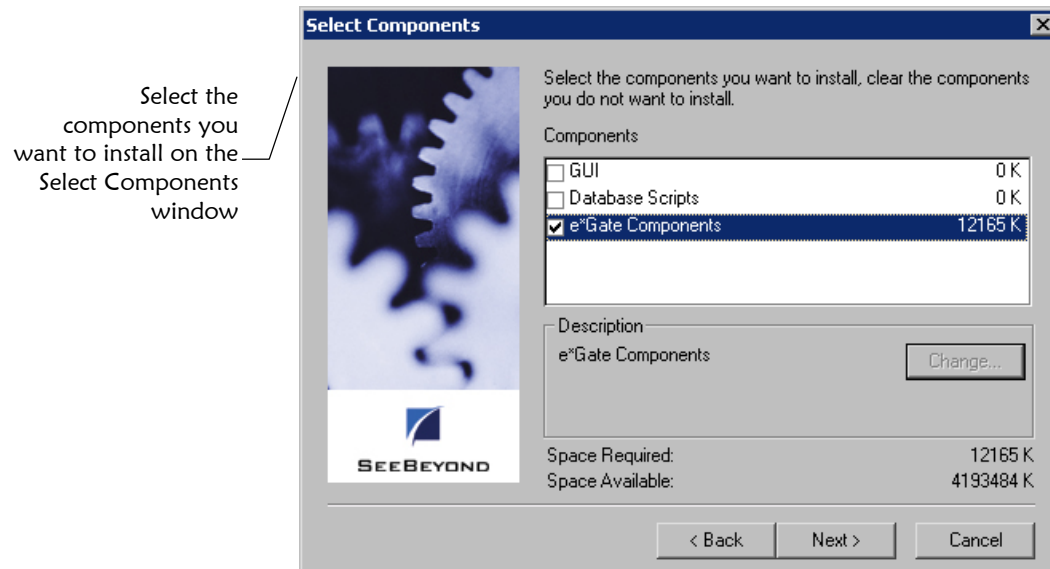 Select the
components you
want to install on the
Select Components
window
Select Components
Select the components you want to install, clear the components
you do not want to install.
Components
GUI 0 K
Database Scripts 0 K
e*Gate Components 12165 K
Description
e*Gate Components
Change...
SEEBEYOND
Space Required: 12165 K
Space Available: 4193484 K
< Back Next > Cancel